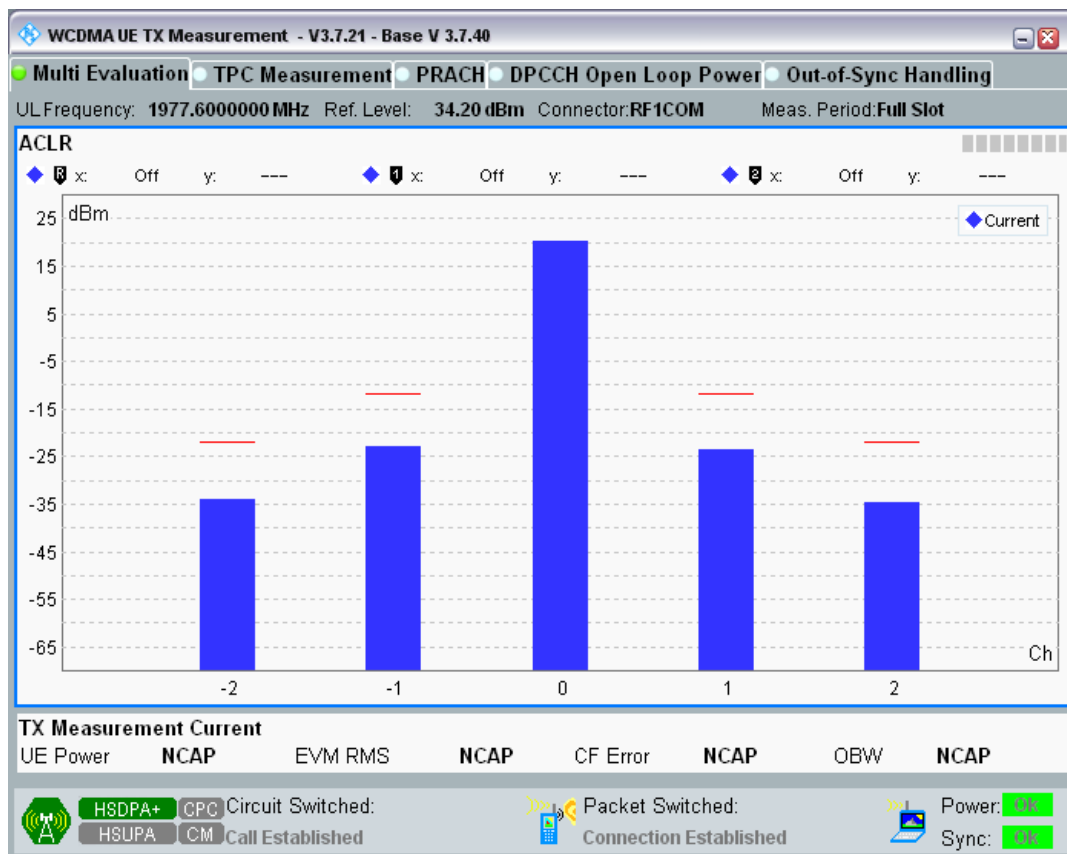 WCDMA UE TX Measurement - V3.7.21 - Base V 3.7.40
Multi Evaluation TPC Measurement PRACH DPCCH Open Loop Power Out-of-Sync Handling
UL Frequency: 1977.6000000 MHz Ref. Level: 34.20 dBm Connector:RF1COM Meas. Period:Full Slot
ACLR
R x: Off y: --- 1 x: Off y: --- 2 x: Off y: ---
dBm
Current
25
15
5
-5
-15
-25
-35
-45
-55
-65
Ch
-2 -1 0 1 2
TX Measurement Current
UE Power NCAP EVM RMS NCAP CF Error NCAP OBW NCAP
HSDPA+ CPC Circuit Switched: Packet Switched: Power: Ok
HSUPA CM Call Established Connection Established Sync: Ok